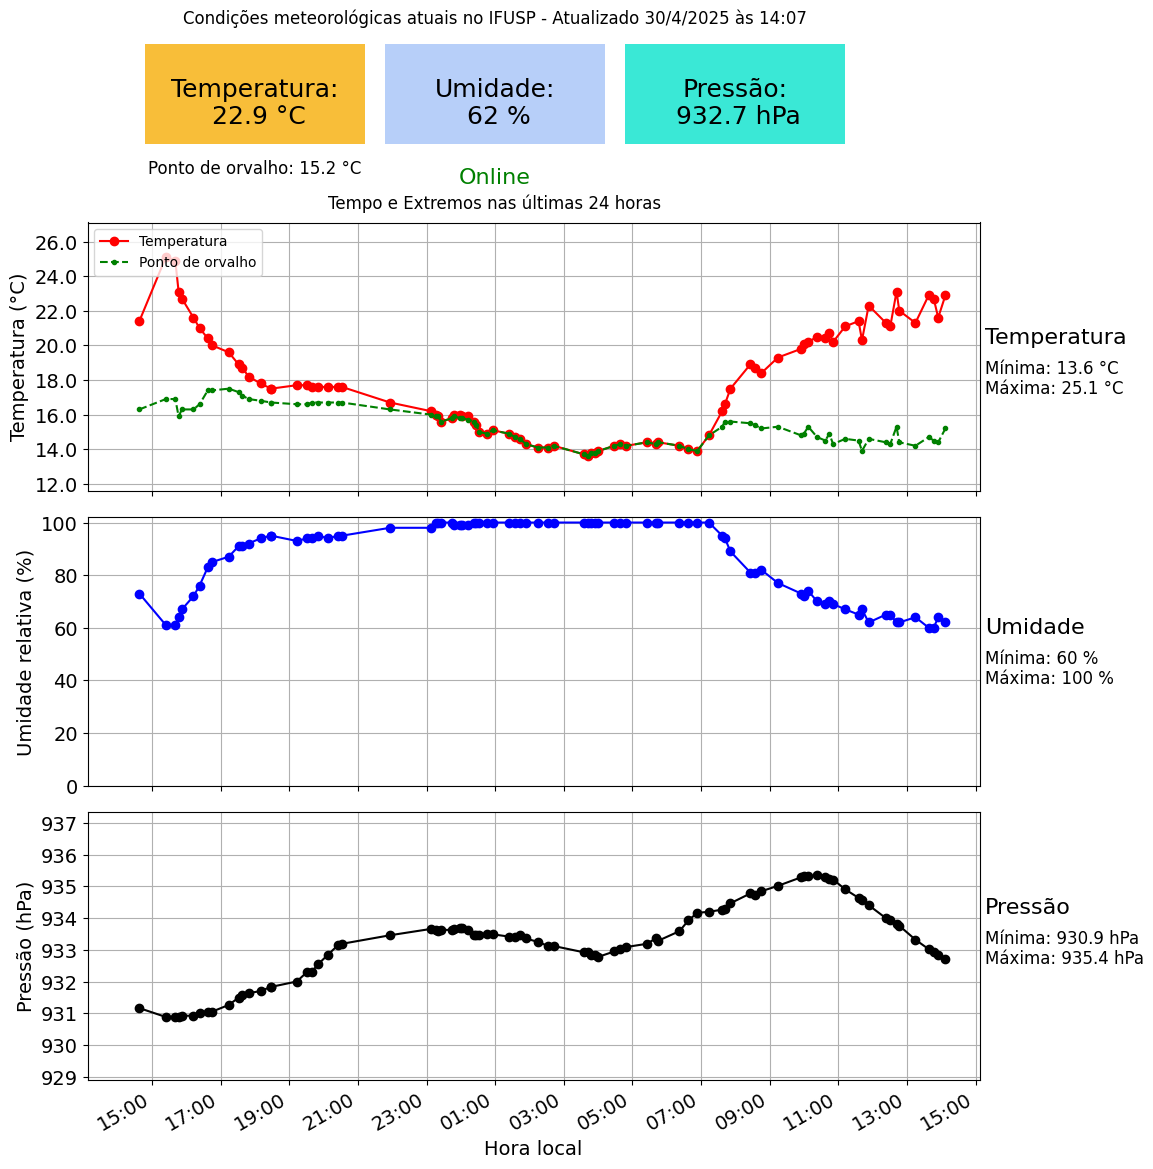 Condições meteorológicas atuais no IFUSP - Atualizado 30/4/2025 às 14:07
Temperatura:
22.9 °C
Umidade:
62 %
Pressão:
932.7 hPa
Ponto de orvalho: 15.2 °C
Online
Tempo e Extremos nas últimas 24 horas
Temperatura (°C)
26.0
24.0
22.0
20.0
18.0
16.0
14.0
12.0
Temperatura
Ponto de orvalho
Temperatura
Mínima: 13.6 °C
Máxima: 25.1 °C
Umidade relativa (%)
100
80
60
40
20
0
Umidade
Mínima: 60 %
Máxima: 100 %
Pressão (hPa)
937
936
935
934
933
932
931
930
929
Pressão
Mínima: 930.9 hPa
Máxima: 935.4 hPa
15:00
17:00
19:00
21:00
23:00
01:00
03:00
05:00
07:00
09:00
11:00
13:00
15:00
Hora local